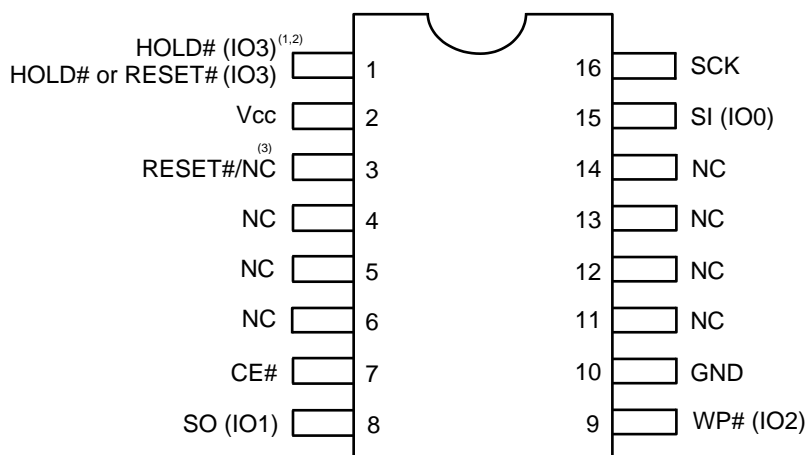 HOLD# (IO3) (1,2)
HOLD# or RESET# (IO3)
1
16
SCK
Vcc
2
15
SI (IO0)
(3)
RESET#/NC
3
14
NC
NC
4
13
NC
NC
5
12
NC
NC
6
11
NC
CE#
7
10
GND
SO (IO1)
8
9
WP# (IO2)